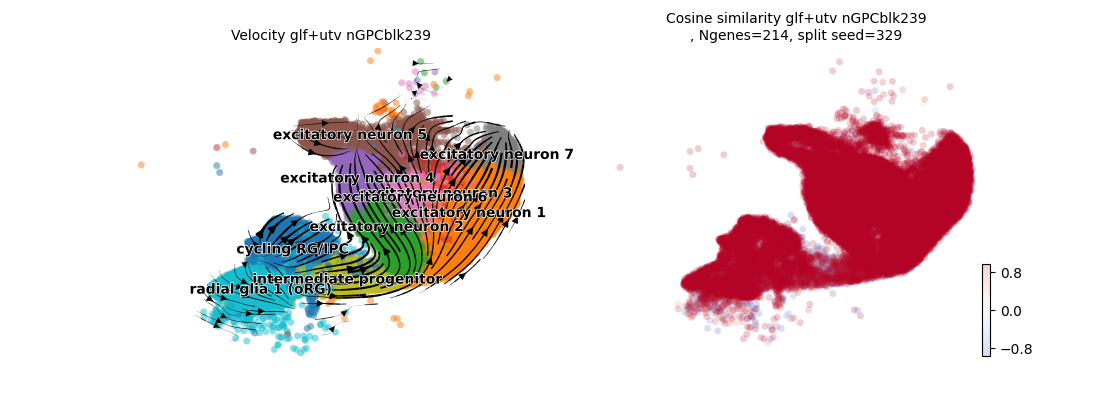 Velocity glf+utv nGPCblk239
Cosine similarity glf+utv nGPCblk239
, Ngenes=214, split seed=329
excitatory neuron 5
excitatory neuron 7
excitatory neuron 4
excitatory neuron 3
excitatory neuron 6
excitatory neuron 1
excitatory neuron 2
cycling RG/IPC
intermediate progenitor
radial glia 1 (oRG)
0.8
0.0
−0.8